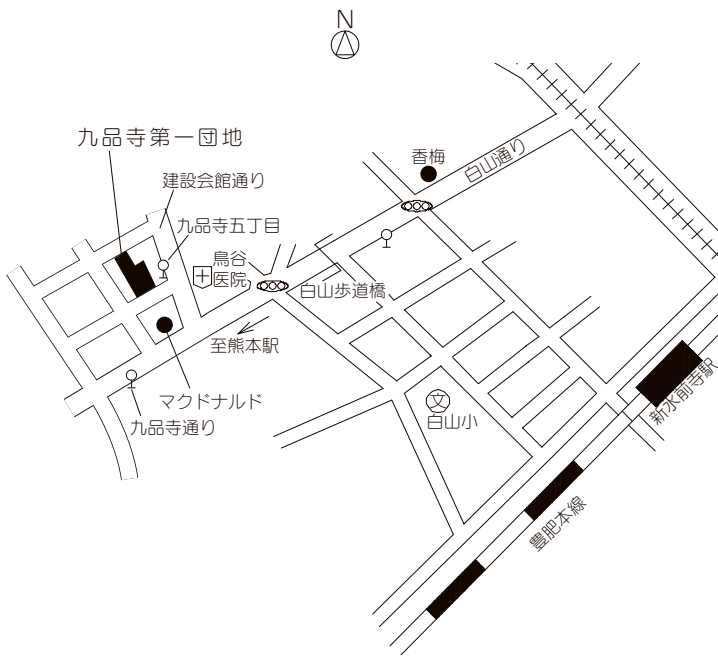 N
九品寺第一団地
建設会館通り
九品寺五丁目
鳥谷
医院
香梅
白山通り
白山歩道橋
至熊本駅
マクドナルド
九品寺通り
文
白山小
新水前寺駅
豊肥本線